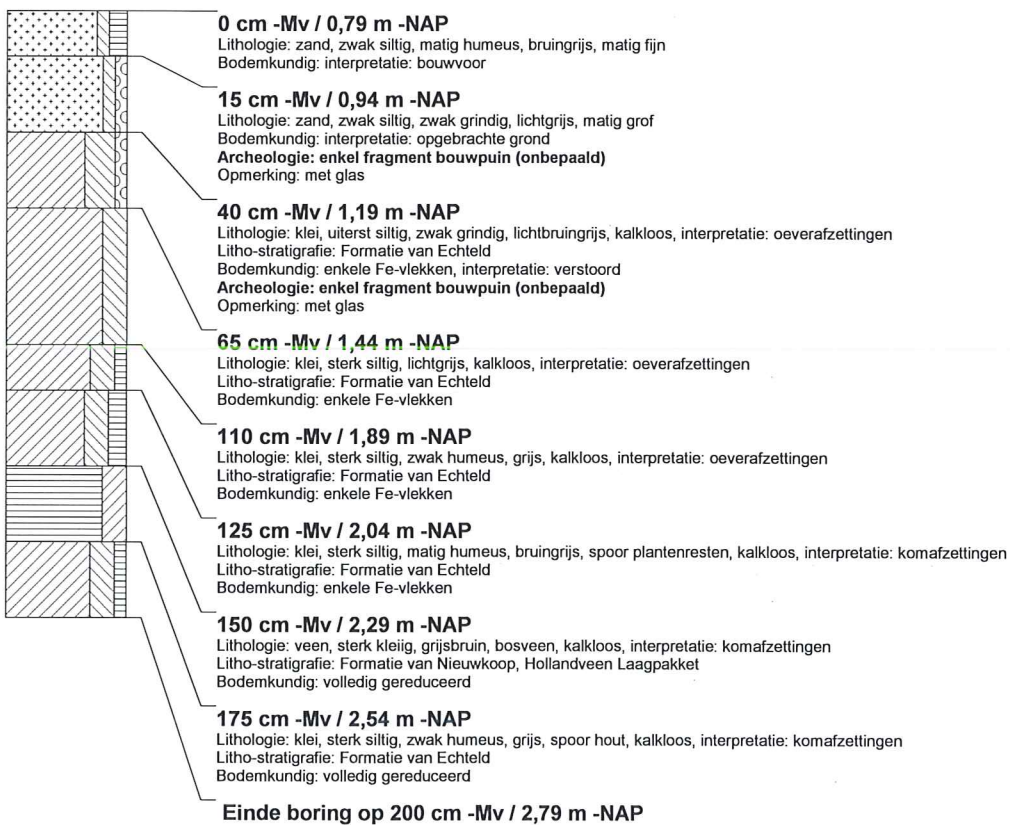 0 cm -Mv / 0,79 m -NAP
Lithologie: zand, zwak siltig, matig humeus, bruingrijs, matig fijn
Bodemkundig: interpretatie: bouwvoor
15 cm -Mv / 0,94 m -NAP
Lithologie: zand, zwak siltig, zwak grindig, lichtgrijs, matig grof
Bodemkundig: interpretatie: opgebrachte grond
Archeologie: enkel fragment bouwpuin (onbepaald)
Opmerking: met glas
40 cm -Mv / 1,19 m -NAP
Lithologie: klei, uiterst siltig, zwak grindig, lichtbruingrijs, kalkloos, interpretatie: oeverafzettingen
Litho-stratigrafie: Formatie van Echteld
Bodemkundig: enkele Fe-vlekken, interpretatie: verstoord
Archeologie: enkel fragment bouwpuin (onbepaald)
Opmerking: met glas
65 cm -Mv / 1,44 m -NAP
Lithologie: klei, sterk siltig, lichtgrijs, kalkloos, interpretatie: oeverafzettingen
Litho-stratigrafie: Formatie van Echteld
Bodemkundig: enkele Fe-vlekken
110 cm -Mv / 1,89 m -NAP
Lithologie: klei, sterk siltig, zwak humeus, grijs, kalkloos, interpretatie: oeverafzettingen
Litho-stratigrafie: Formatie van Echteld
Bodemkundig: enkele Fe-vlekken
125 cm -Mv / 2,04 m -NAP
Lithologie: klei, sterk siltig, matig humeus, bruingrijs, spoor plantenresten, kalkloos, interpretatie: komafzettingen
Litho-stratigrafie: Formatie van Echteld
Bodemkundig: enkele Fe-vlekken
150 cm -Mv / 2,29 m -NAP
Lithologie: veen, sterk kleiig, grijsbruin, bosveen, kalkloos, interpretatie: komafzettingen
Litho-stratigrafie: Formatie van Nieuwkoop, Hollandveen Laagpakket
Bodemkundig: volledig gereduceerd
175 cm -Mv / 2,54 m -NAP
Lithologie: klei, sterk siltig, zwak humeus, grijs, spoor hout, kalkloos, interpretatie: komafzettingen
Litho-stratigrafie: Formatie van Echteld
Bodemkundig: volledig gereduceerd
Einde boring op 200 cm -Mv / 2,79 m -NAP